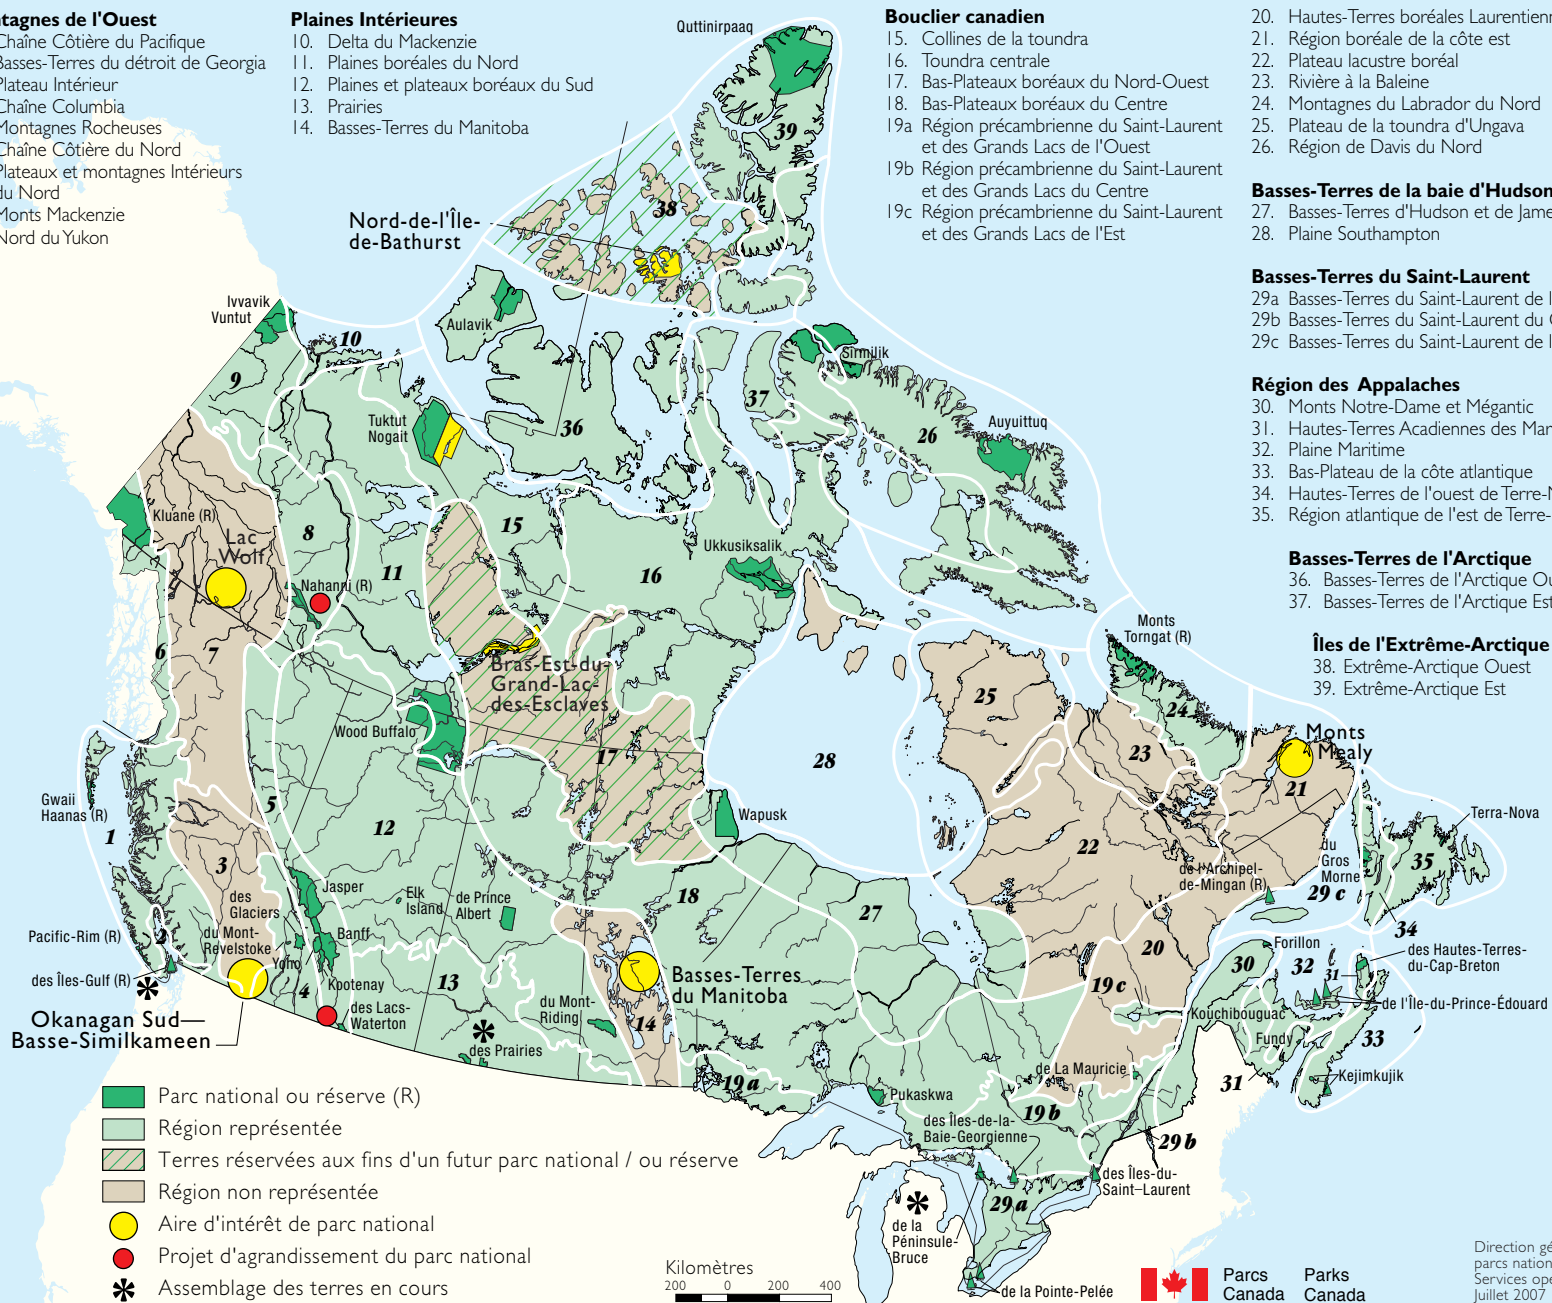 Montagnes de l'Ouest
Chaîne Côtière du Pacifique
Basses-Terres du détroit de Georgia
Plateau Intérieur
Chaîne Columbia
Montagnes Rocheuses
Chaîne Côtière du Nord
Plateaux et montagnes Intérieurs
du Nord
Monts Mackenzie
Nord du Yukon
Plaines Intérieures
10. Delta du Mackenzie
11. Plaines boréales du Nord
12. Plaines et plateaux boréaux du Sud
13. Prairies
14. Basses-Terres du Manitoba
Bouclier canadien
15. Collines de la toundra
16. Toundra centrale
17. Bas-Plateaux boréaux du Nord-Ouest
18. Bas-Plateaux boréaux du Centre
19a Région précambrienne du Saint-Laurent
et des Grands Lacs de l'Ouest
19b Région précambrienne du Saint-Laurent
et des Grands Lacs du Centre
19c Région précambrienne du Saint-Laurent
et des Grands Lacs de l'Est
20. Hautes-Terres boréales Laurentienn
21. Région boréale de la côte est
22. Plateau lacustre boréal
23. Rivière à la Baleine
24. Montagnes du Labrador du Nord
25. Plateau de la toundra d'Ungava
26. Région de Davis du Nord
Basses-Terres de la baie d'Hudson
27. Basses-Terres d'Hudson et de Jame
28. Plaine Southampton
Basses-Terres du Saint-Laurent
29a Basses-Terres du Saint-Laurent de l
29b Basses-Terres du Saint-Laurent du
29c Basses-Terres du Saint-Laurent de l
Région des Appalaches
30. Monts Notre-Dame et Mégantic
31. Hautes-Terres Acadiennes des Mar
32. Plaine Maritime
33. Bas-Plateau de la côte atlantique
34. Hautes-Terres de l'ouest de Terre-N
35. Région atlantique de l'est de Terre-
Basses-Terres de l'Arctique
36. Basses-Terres de l'Arctique Ou
37. Basses-Terres de l'Arctique Est
Îles de l'Extrême-Arctique
38. Extrême-Arctique Ouest
39. Extrême-Arctique Est
Quttinirpaaq
39
38
Nord-de-l'Île-
de-Bathurst
Ivvavik
Vuntut
10
9
Aulavik
Sirmilik
37
36
26
Auyuittuq
Tuktut
Nogait
Kluane (R)
Lac
Wolf
8
15
11
16
Ukkusiksalik
Nahanni (R)
6
7
Bras-Est-du-
Grand-Lac-
des-Esclaves
Monts
Torngat (R)
25
24
23
Monts
Mealy
21
Wood Buffalo
17
28
Gwaii
Haanas (R)
1
5
12
Wapusk
Terra-Nova
3
22
du
Gros
Morne
35
de l'Archipel-
de-Mingan (R)
29 c
34
des
Glaciers
Jasper
Elk
Island
de Prince
Albert
18
27
Pacific-Rim (R)
2
du Mont-
Revelstoke
Banff
Yoho
20
Forillon
30
32
31
des Hautes-Terres-
du-Cap-Breton
des Îles-Gulf (R)
4
Kootenay
13
Basses-Terres
du Manitoba
19 c
de l'Île-du-Prince-Édouard
Okanagan Sud—
Basse-Similkameen
des Lacs-
Waterton
du Mont-
Riding
14
Kouchibouguac
Fundy
33
des Prairies
19 a
de La Mauricie
Pukaskwa
31
Kejimkujik
19 b
des Îles-de-la-
Baie-Georgienne
29 b
des Îles-du-
Saint-Laurent
29 a
de la
Péninsule-
Bruce
de la Pointe-Pelée
Parc national ou réserve (R)
Région représentée
Terres réservées aux fins d'un futur parc national / ou réserve
Région non représentée
Aire d'intérêt de parc national
Projet d'agrandissement du parc national
Assemblage des terres en cours
Kilomètres
200 0 200 400
Parcs Parks
Canada Canada
Direction gé
parcs nation
Services ope
Juillet 2007